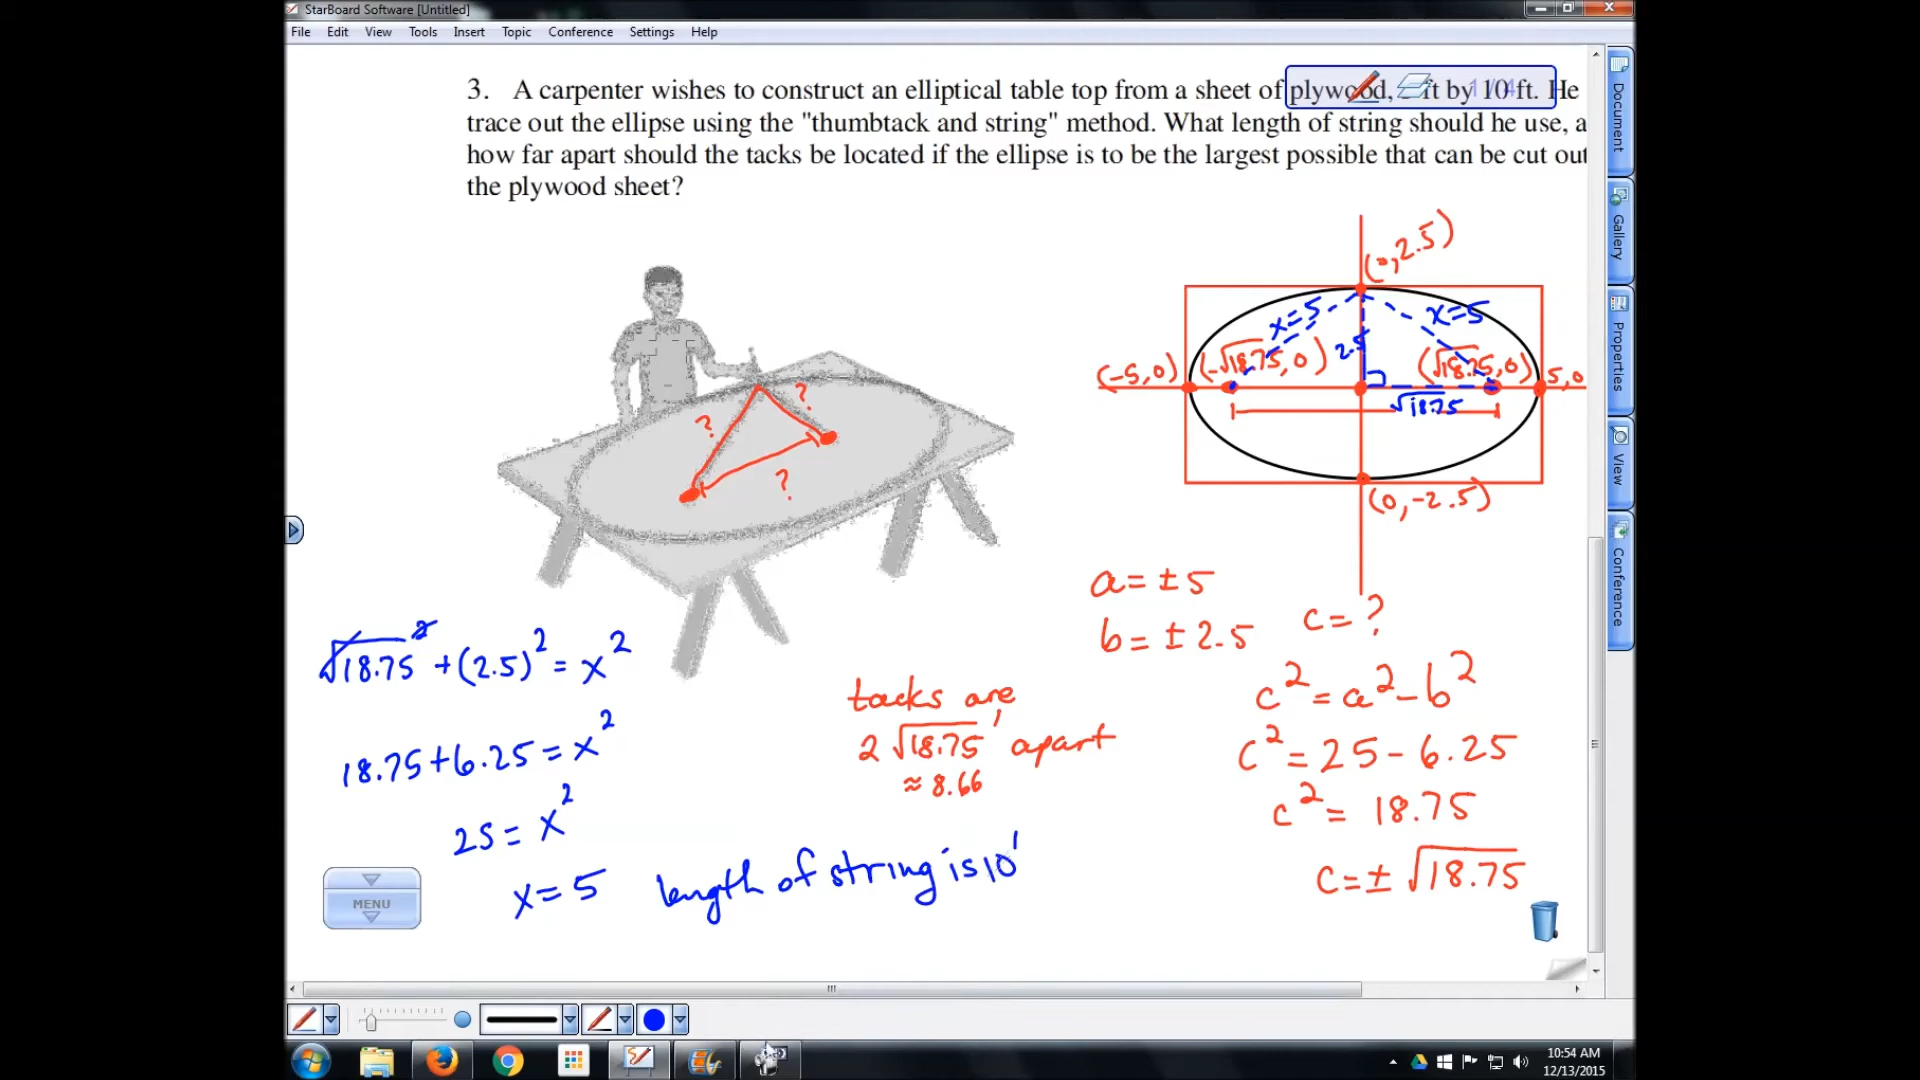 StarBoard Software [Untitled]
File Edit View Tools Insert Topic Conference Settings Help
3. A carpenter wishes to construct an elliptical table top from a sheet of plywood, ft by 10 ft. He
trace out the ellipse using the "thumbtack and string" method. What length of string should he use, a
how far apart should the tacks be located if the ellipse is to be the largest possible that can be cut out
the plywood sheet?
(0,2.5)
x=5 x=5
2.5
(-5,0) (-√18.75,0) (√18.75,0) 5,0
√18.75
(0,-2.5)
? ?
?
a=±5
b=±2.5
c=?
c²=a²-b²
c²=25-6.25
c²=18.75
c=±√18.75
√18.75² +(2.5)²=x²
18.75+6.25=x²
25=x²
x=5
length of string is 10'
tacks are
2√18.75' apart
≈8.66
MENU
Document
Gallery
Properties
View
Conference
10:54 AM
12/13/2015